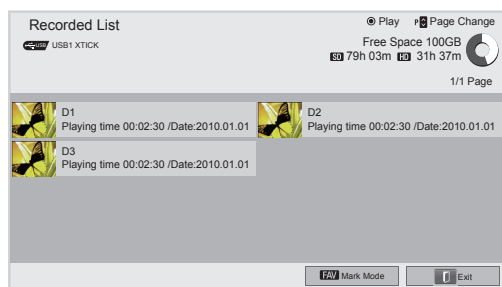 Recorded List
Play P Page Change
USB USB1 XTICK
Free Space 100GB
SD 79h 03m HD 31h 37m
1/1 Page
D1
Playing time 00:02:30 /Date:2010.01.01
D2
Playing time 00:02:30 /Date:2010.01.01
D3
Playing time 00:02:30 /Date:2010.01.01
FAV Mark Mode
Exit